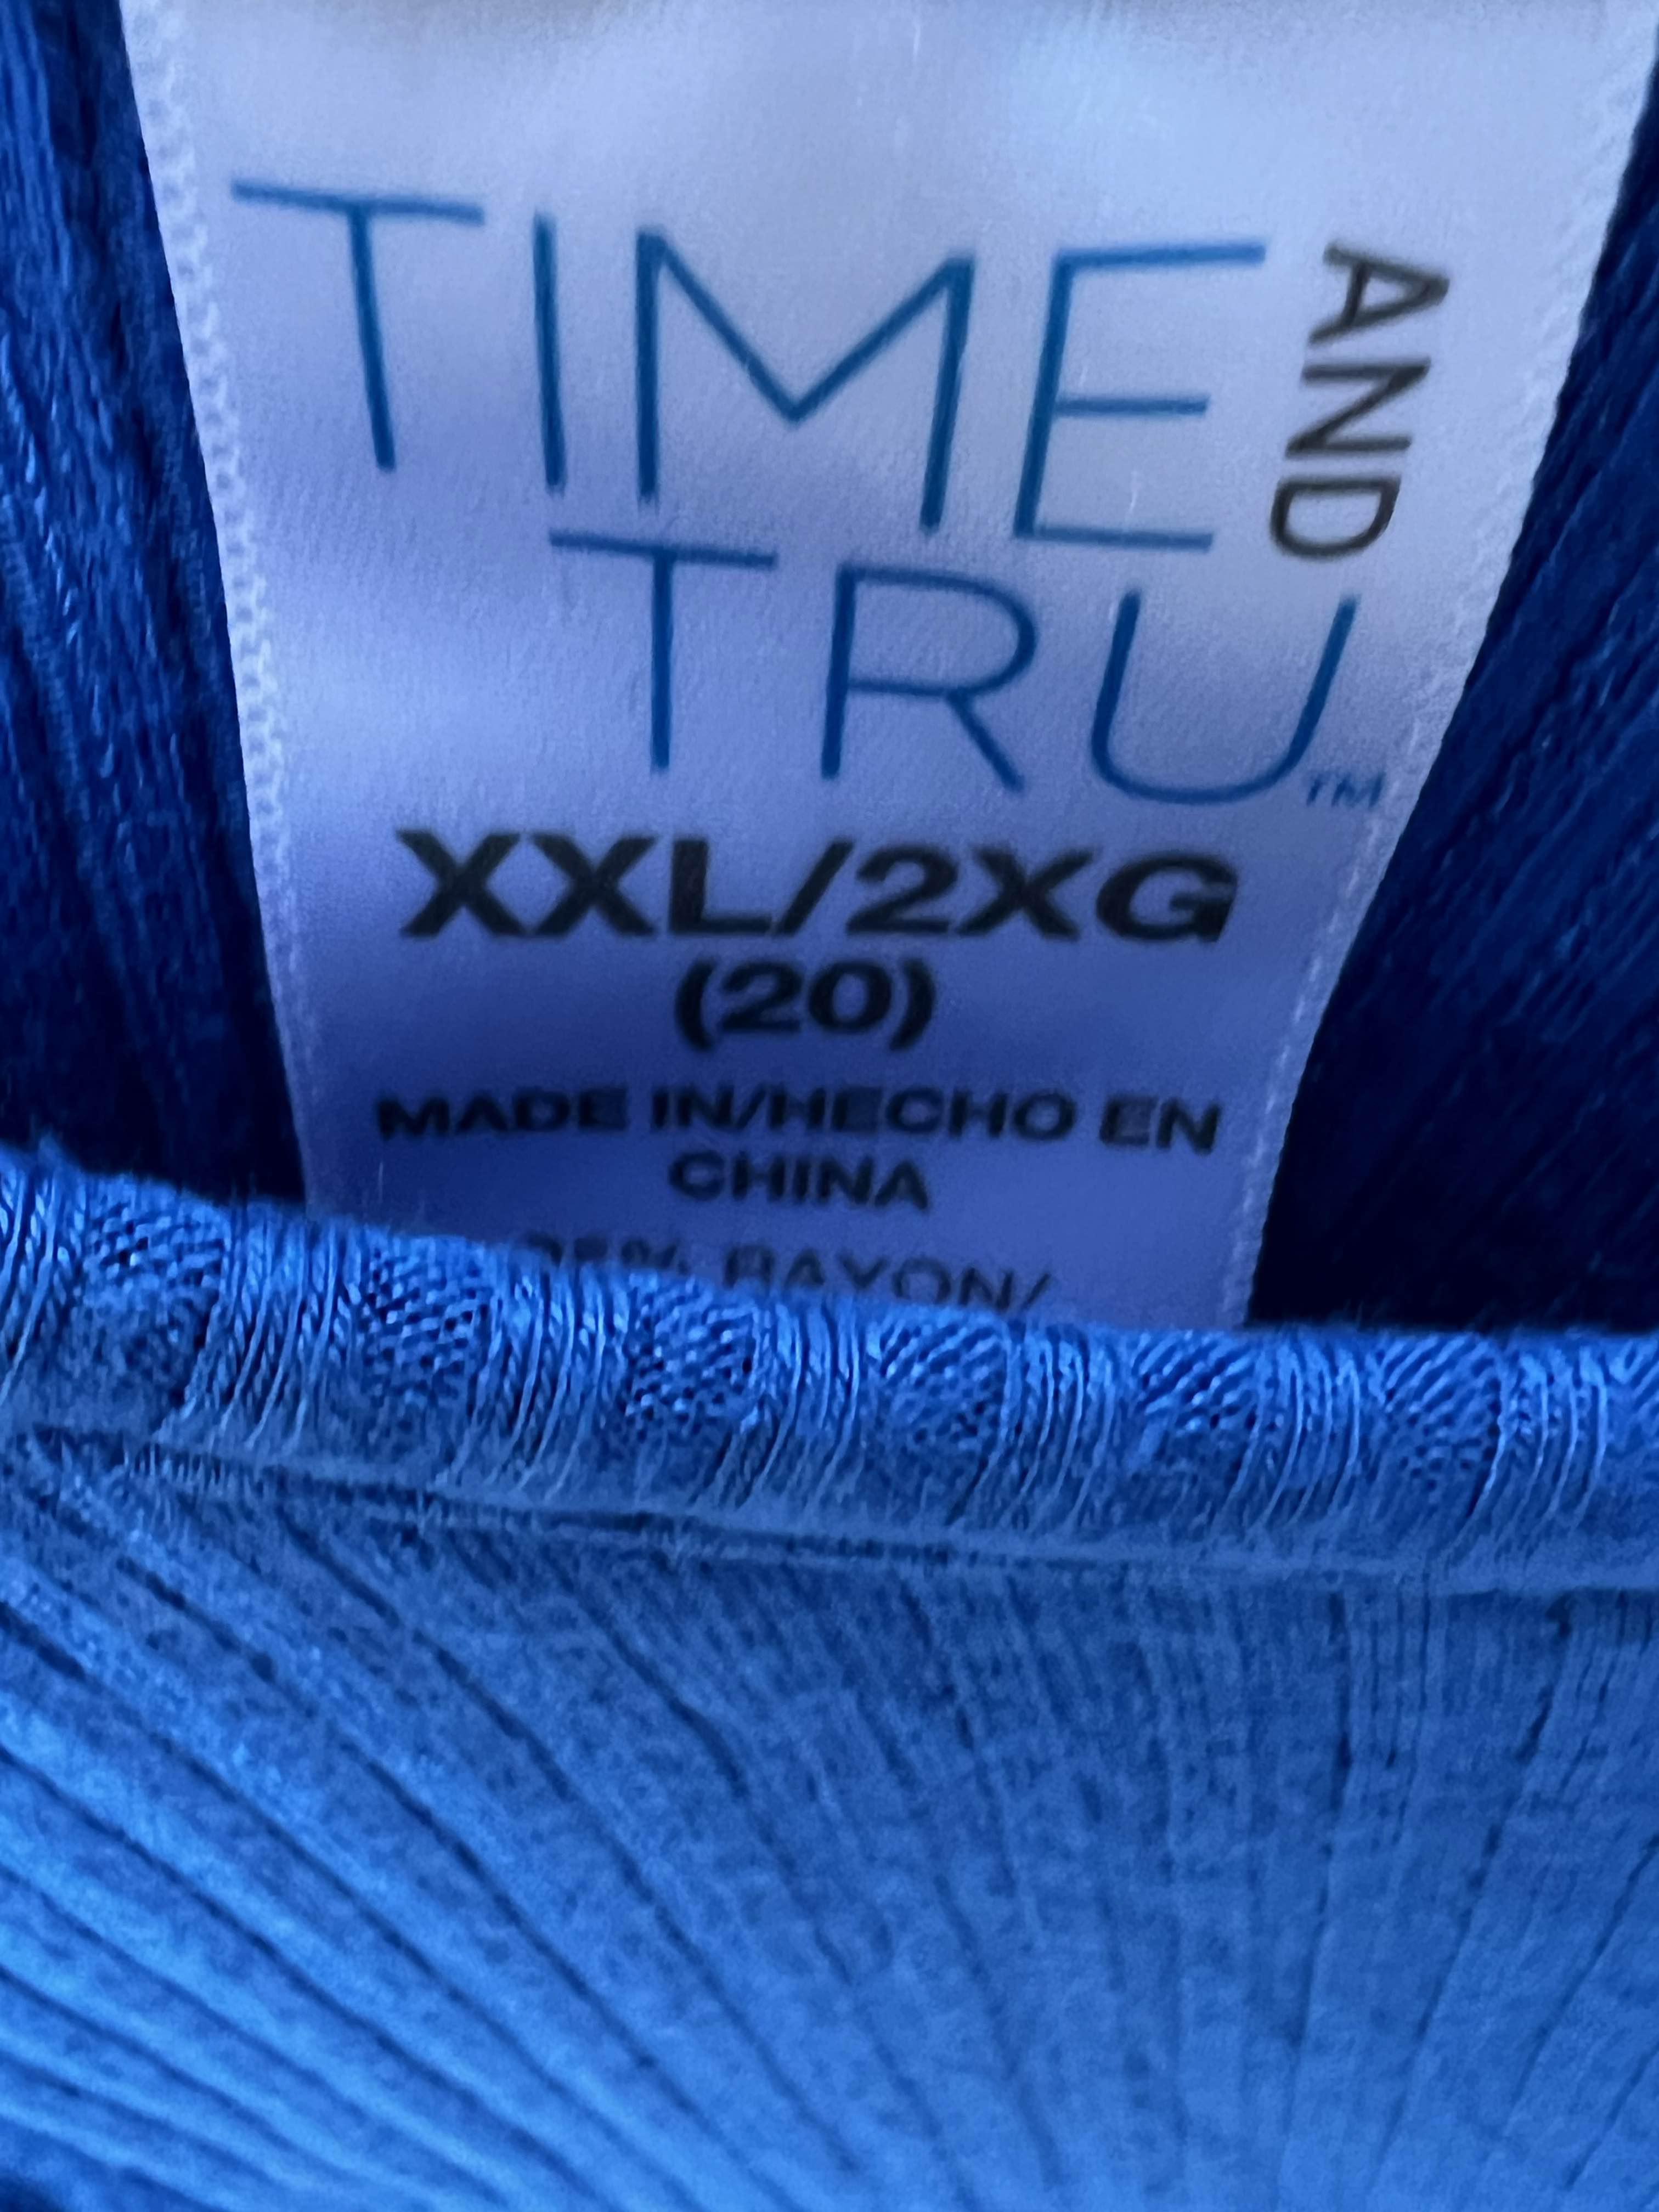 TIME AND
TRU™
XXL/2XG
(20)
MADE IN/HECHO EN
CHINA
RAYON/